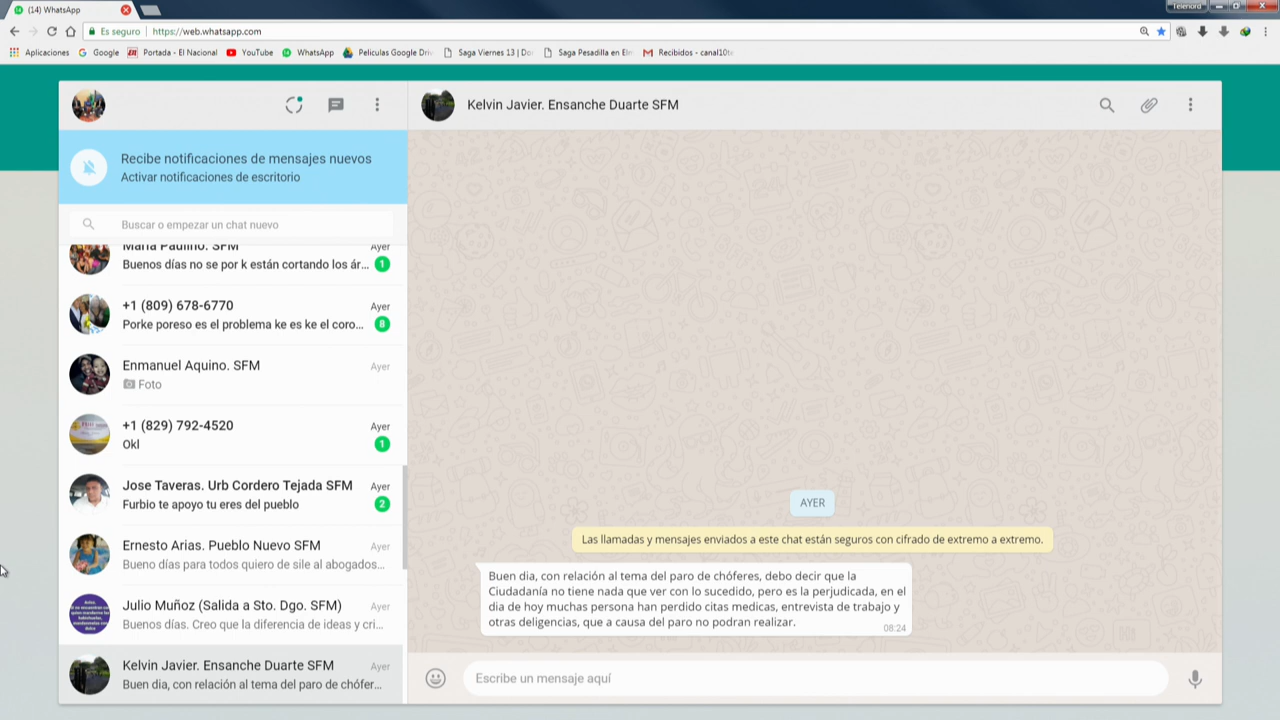 (14) WhatsApp
Telenord
Es seguro | https://web.whatsapp.com
Aplicaciones Google Portada - El Nacional YouTube WhatsApp Peliculas Google Driv Saga Viernes 13 | Dor Saga Pesadilla en Elm Recibidos - canal10te
Kelvin Javier. Ensanche Duarte SFM
Recibe notificaciones de mensajes nuevos
Activar notificaciones de escritorio
Buscar o empezar un chat nuevo
Maria Paulino. SFM Ayer
Buenos días no se por k están cortando los ár... 1
+1 (809) 678-6770 Ayer
Porke poreso es el problema ke es ke el coro... 8
Enmanuel Aquino. SFM Ayer
Foto
+1 (829) 792-4520 Ayer
Okl 1
Jose Taveras. Urb Cordero Tejada SFM Ayer
Furbio te apoyo tu eres del pueblo 2
Ernesto Arias. Pueblo Nuevo SFM Ayer
Bueno días para todos quiero de sile al abogados...
Julio Muñoz (Salida a Sto. Dgo. SFM) Ayer
Buenos días. Creo que la diferencia de ideas y cri...
Kelvin Javier. Ensanche Duarte SFM Ayer
Buen dia, con relación al tema del paro de chófer...
AYER
Las llamadas y mensajes enviados a este chat están seguros con cifrado de extremo a extremo.
Buen dia, con relación al tema del paro de chóferes, debo decir que la
Ciudadanía no tiene nada que ver con lo sucedido, pero es la perjudicada, en el
dia de hoy muchas persona han perdido citas medicas, entrevista de trabajo y
otras deligencias, que a causa del paro no podran realizar.
08:24
Escribe un mensaje aquí